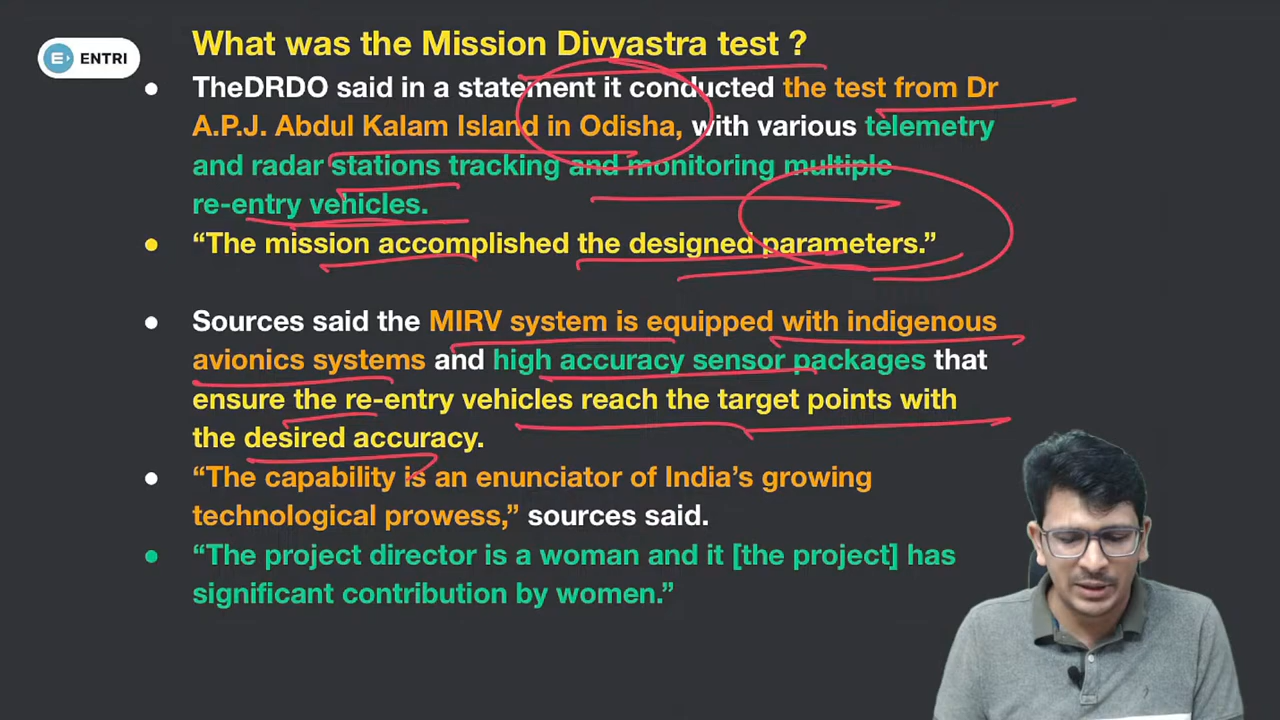 ENTRI
What was the Mission Divyastra test ?
TheDRDO said in a statement it conducted the test from Dr
A.P.J. Abdul Kalam Island in Odisha, with various telemetry
and radar stations tracking and monitoring multiple
re-entry vehicles.
“The mission accomplished the designed parameters.”
Sources said the MIRV system is equipped with indigenous
avionics systems and high accuracy sensor packages that
ensure the re-entry vehicles reach the target points with
the desired accuracy.
“The capability is an enunciator of India’s growing
technological prowess,” sources said.
“The project director is a woman and it [the project] has
significant contribution by women.”